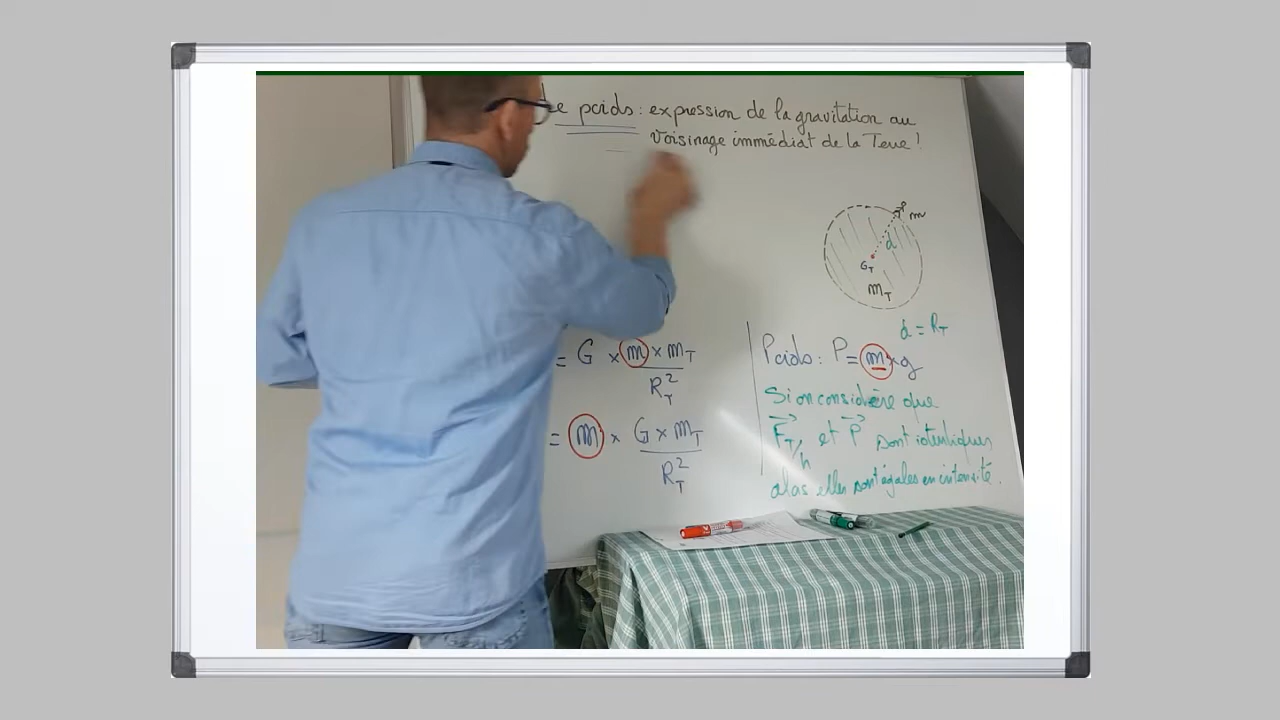 Le poids : expression de la gravitation au
voisinage immédiat de la Terre !
m
d
G_T
m_T
d = R_T
= G × m × m_T
R_T²
= m × G × m_T
R_T²
Poids : P = m × g
Si on considère que
F_T/h et P sont identiques
alors elles sont égales en intensité.